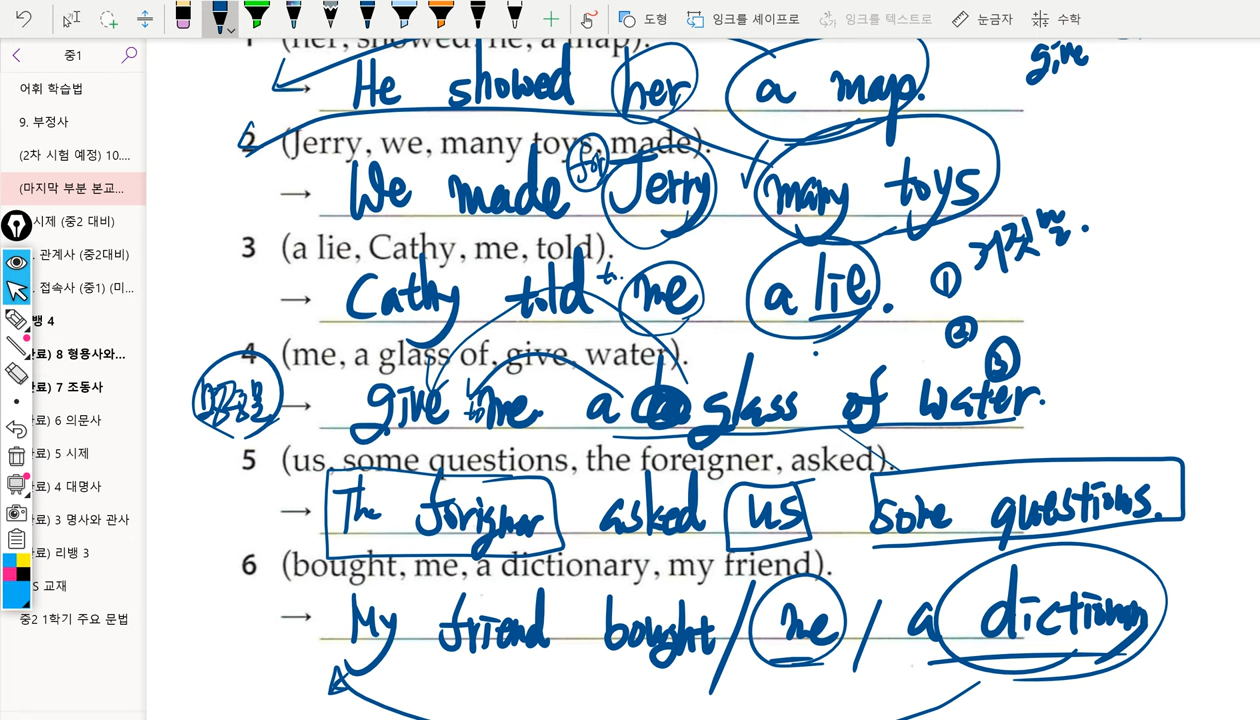 도형 잉크를 셰이프로 잉크를 텍스트로 눈금자 수학
중1
어휘 학습법
9. 부정사
(2차 시험 예정) 10....
(마지막 부분 본교...
시제 (중2 대비)
. 관계사 (중2대비)
. 접속사 (중1) (미...
뱅 4
료) 8 형용사와...
료) 7 조동사
료) 6 의문사
료) 5 시제
료) 4 대명사
료) 3 명사와 관사
료) 리뱅 3
S 교재
중2 1학기 주요 문법
(her, showed, he, a map).
give
→ He showed her a map.
2 (Jerry, we, many toys, made).
for
→ We made Jerry many toys
3 (a lie, Cathy, me, told).
거짓말.
→ Cathy told to me a lie. ①
②
4 (me, a glass of, give, water).
③
→ give to me a glass of water.
5 (us, some questions, the foreigner, asked).
→ The forigner asked us some questions.
6 (bought, me, a dictionary, my friend).
→ My friend bought / me / a dictionary